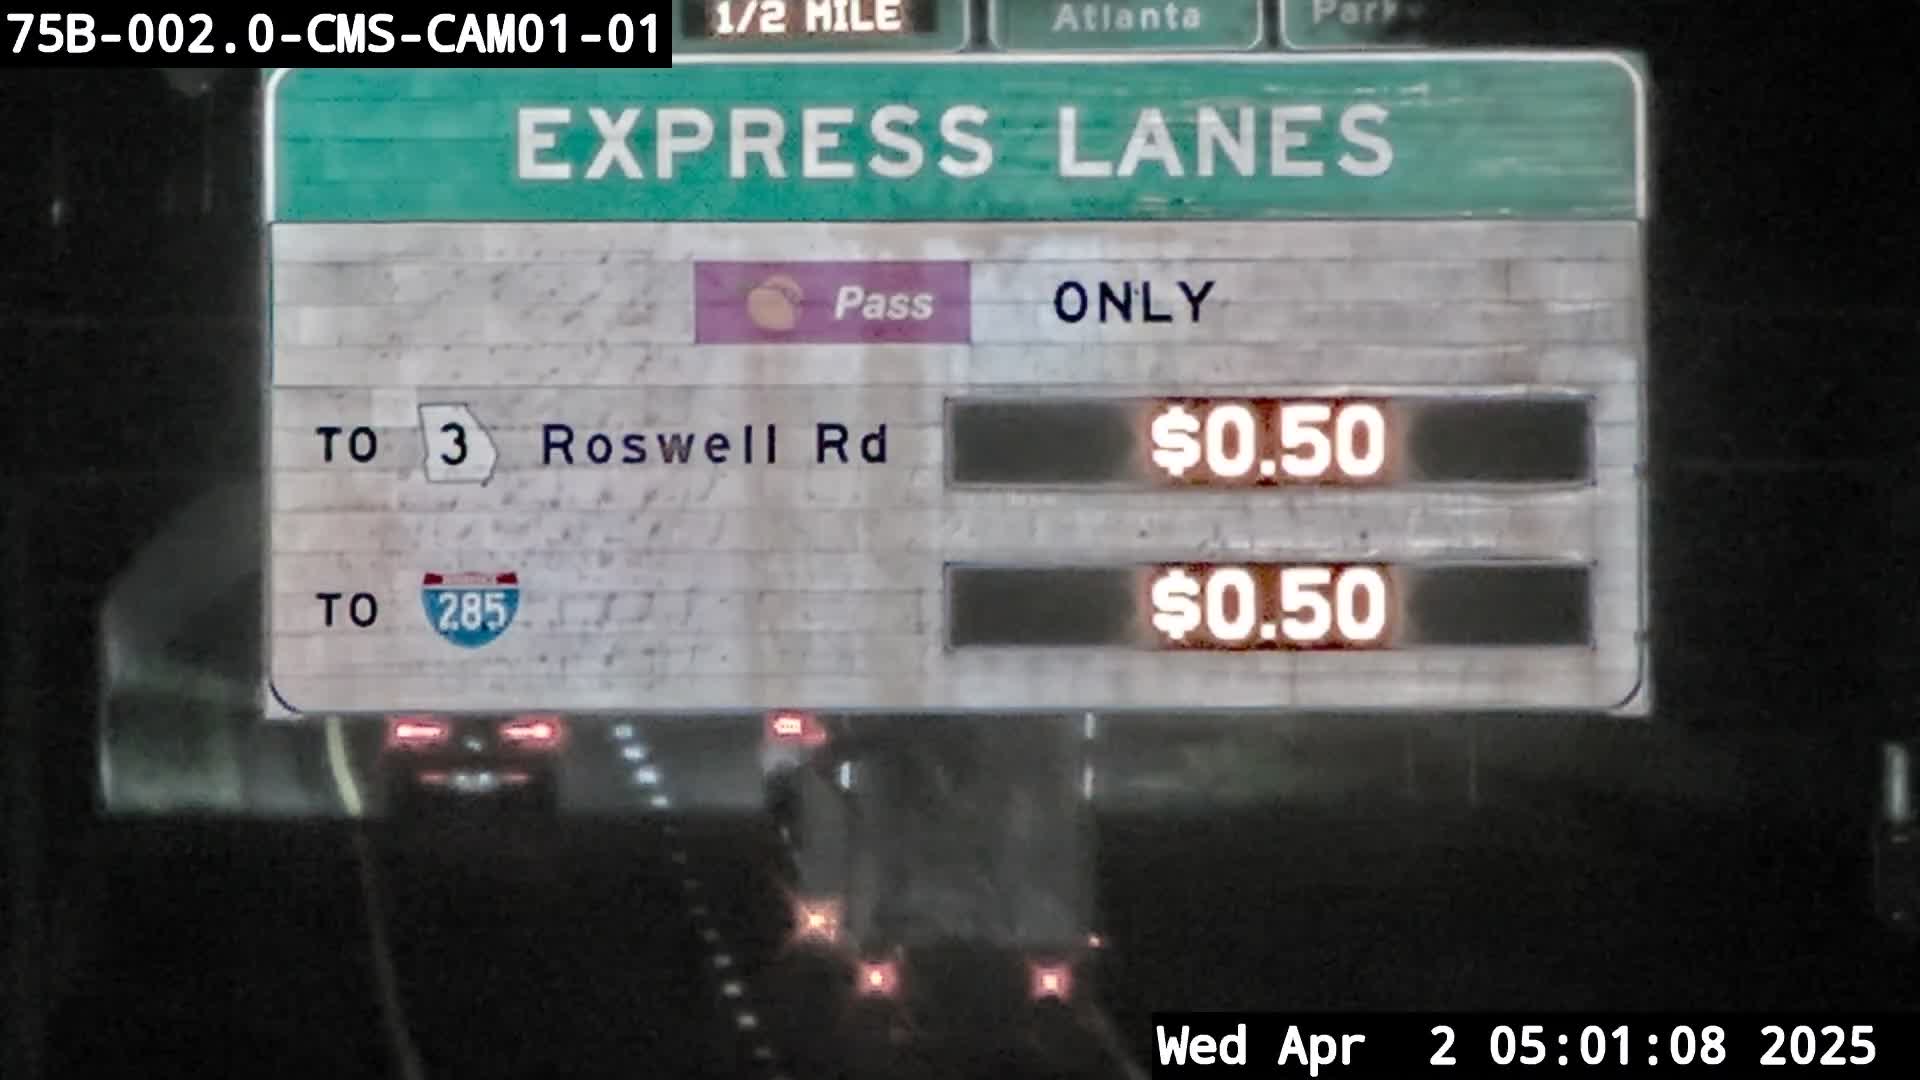 75B-002.0-CMS-CAM01-01
1/2 MILE
Atlanta
EXPRESS LANES
Pass ONLY
TO 3 Roswell Rd $0.50
TO 285 $0.50
Wed Apr 2 05:01:08 2025